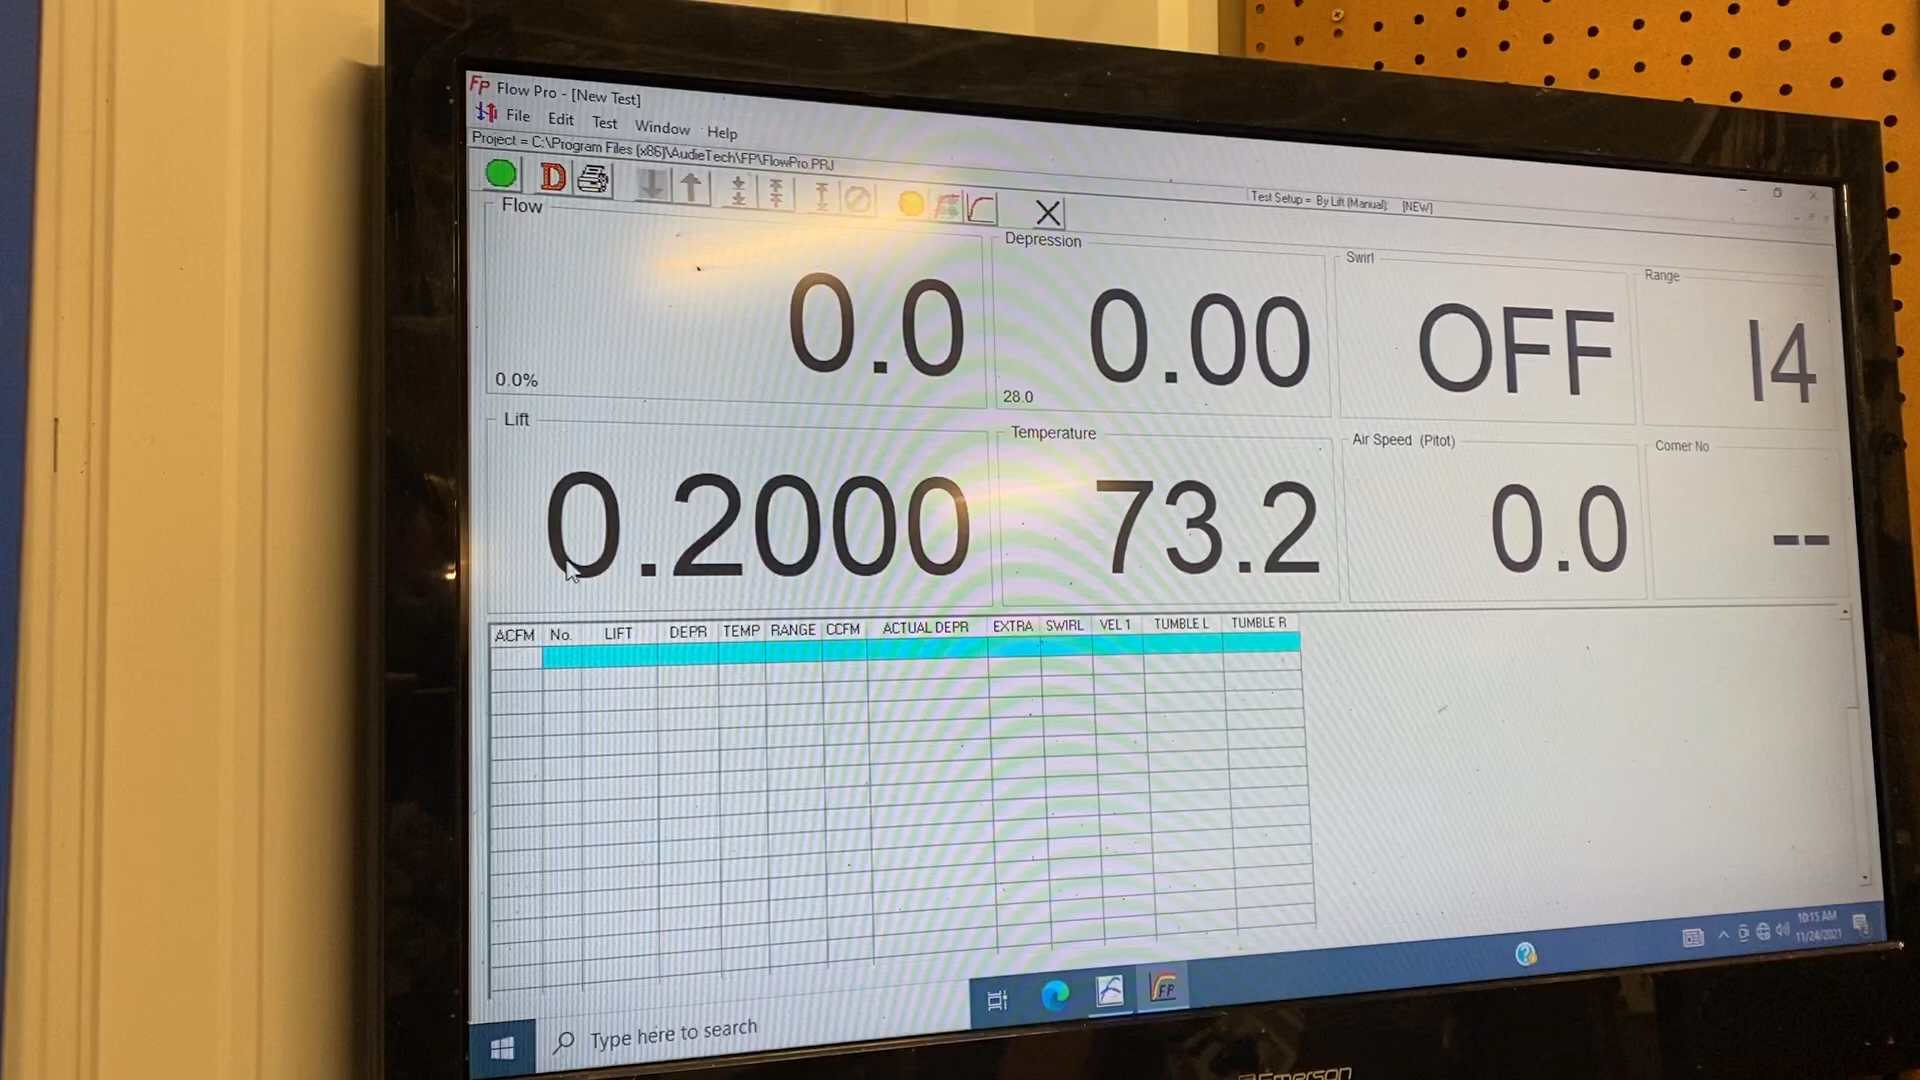 Flow Pro - [New Test]
File Edit Test Window Help
Project = C:\Program Files (x86)\AudieTech\FP\FlowPro.PRJ
Test Setup = By Lift (Manual); [NEW]
Flow
0.0
0.0%
Depression
0.00
28.0
Swirl
OFF
Range
I4
Lift
0.2000
Temperature
73.2
Air Speed (Pitot)
0.0
Corner No
--
ACFM No. LIFT DEPR TEMP RANGE CCFM ACTUAL DEPR EXTRA SWIRL VEL 1 TUMBLE L TUMBLE R
10:15 AM
11/24/2021
FP
Type here to search
Emerson